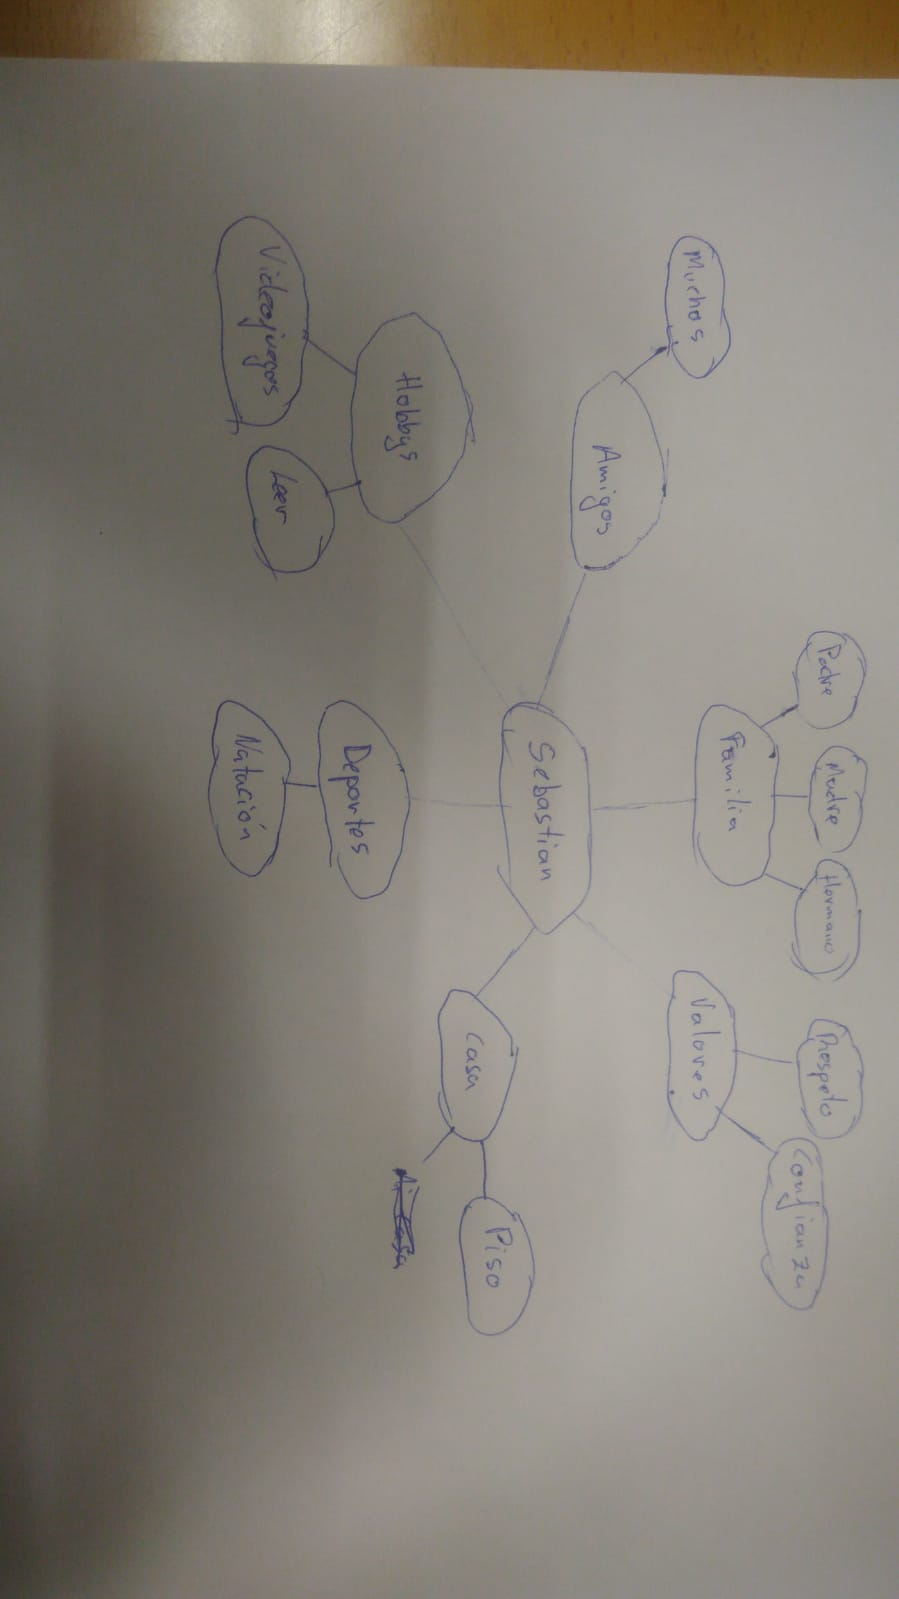 Padre
Madre
Hermano
Respeto
Confianza
Muchos
Familia
Valores
Amigos
Sebastian
Hobbys
Casa
Piso
Deportes
Videojuegos
Leer
Natación